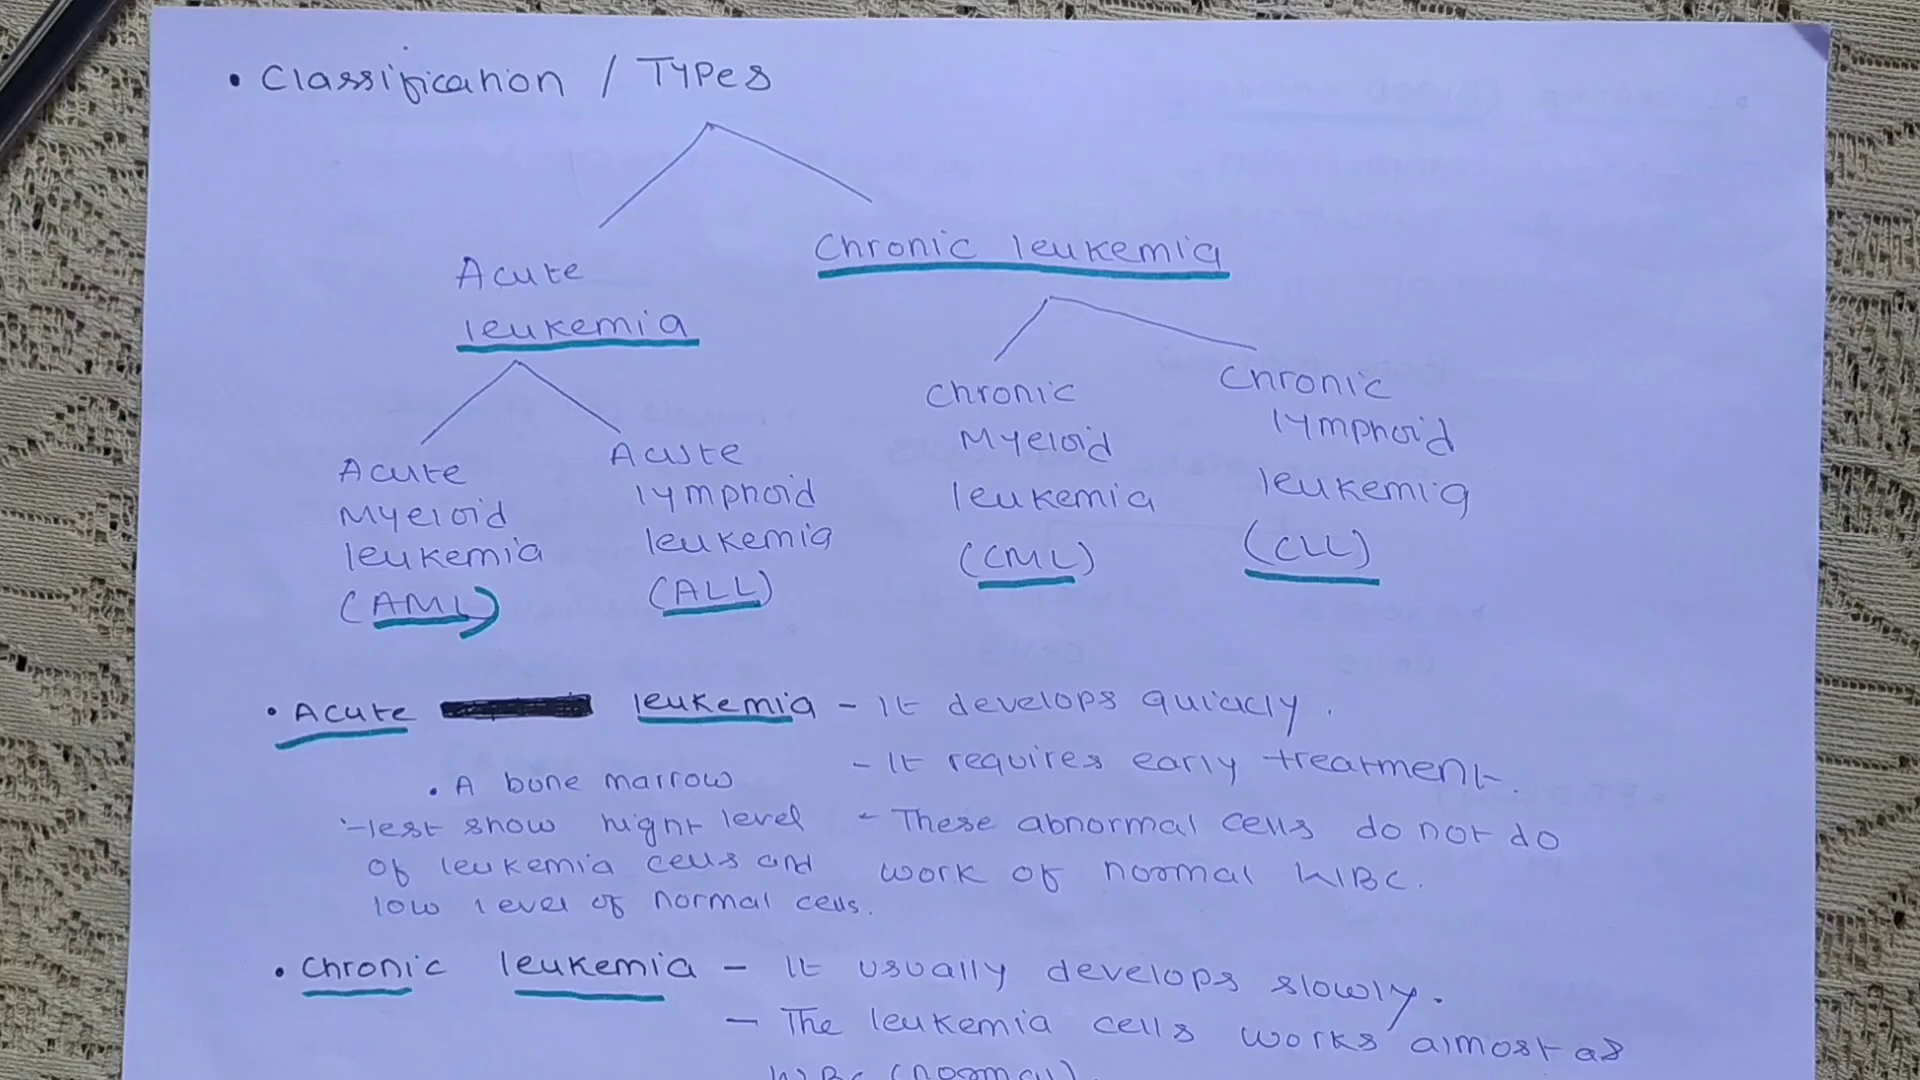 • Classification / Types
Acute
leukemia
Chronic leukemia
Acute
Myeloid
leukemia
(AML)
Acute
lymphoid
leukemia
(ALL)
Chronic
Myeloid
leukemia
(CML)
Chronic
lymphoid
leukemia
(CLL)
• Acute leukemia - It develops quickly.
- It requires early treatment.
- These abnormal cells do not do
work of normal WBC.
• A bone marrow
test show hight level
of leukemia cells and
low level of normal cells.
• Chronic leukemia - It usually develops slowly.
- The leukemia cells works almost as
WBC (normal).